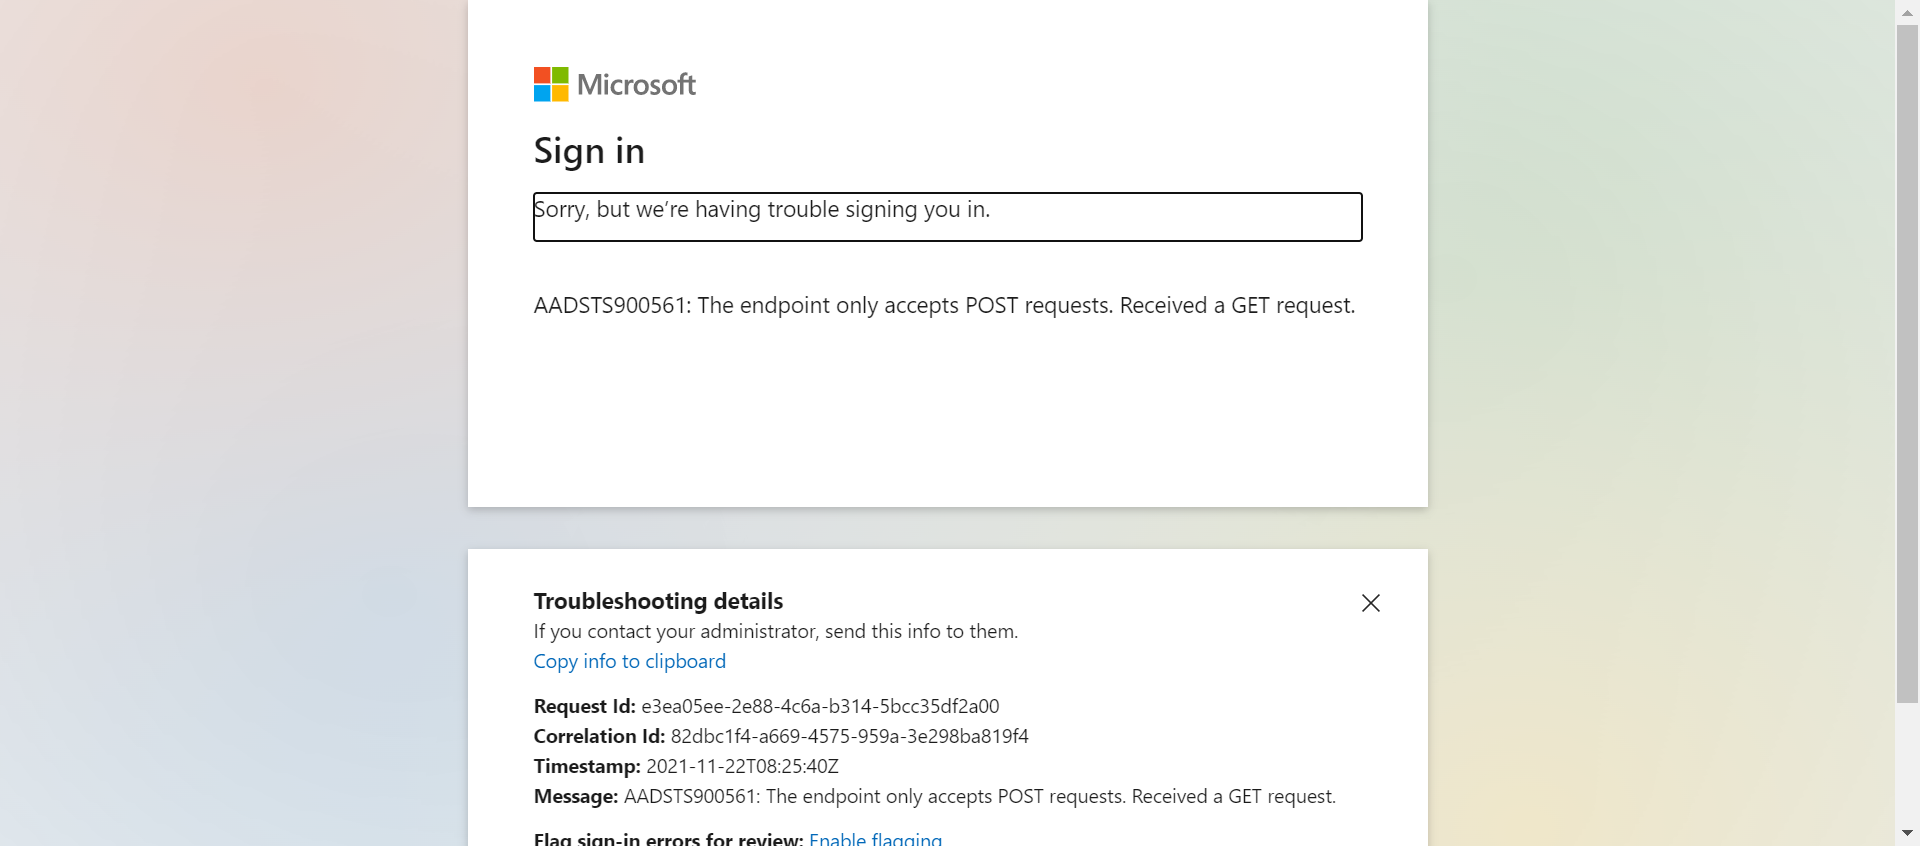 Microsoft
Sign in
Sorry, but we’re having trouble signing you in.
AADSTS900561: The endpoint only accepts POST requests. Received a GET request.
Troubleshooting details
If you contact your administrator, send this info to them.
Copy info to clipboard
Request Id: e3ea05ee-2e88-4c6a-b314-5bcc35df2a00
Correlation Id: 82dbc1f4-a669-4575-959a-3e298ba819f4
Timestamp: 2021-11-22T08:25:40Z
Message: AADSTS900561: The endpoint only accepts POST requests. Received a GET request.
Flag sign-in errors for review: Enable flagging